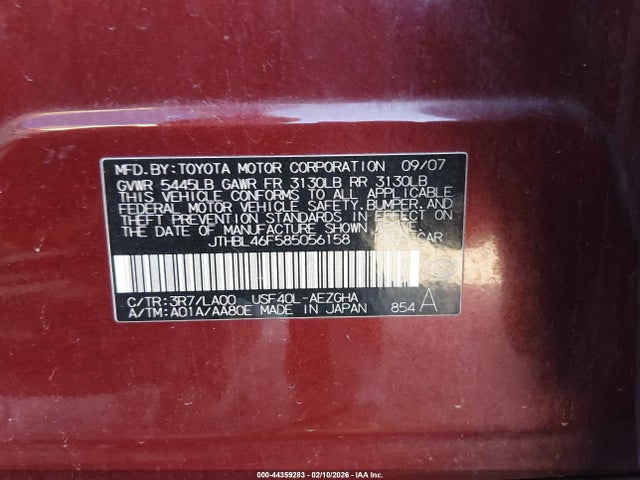 MFD.BY:TOYOTA MOTOR CORPORATION 09/07
GVWR 5445LB GAWR FR 3130LB RR 3130LB
THIS VEHICLE CONFORMS TO ALL APPLICABLE
FEDERAL MOTOR VEHICLE SAFETY, BUMPER, AND
THEFT PREVENTION STANDARDS IN EFFECT ON
THE DATE OF MANUFACTURE SHOWN ABOVE.
JTHBL46F585056158 CAR
C/TR:3R7/LA00 USF40L-AEZGHA
A/TM:A01A/AA80E MADE IN JAPAN 854 A
000-44359283 - 02/10/2026 - IAA Inc.